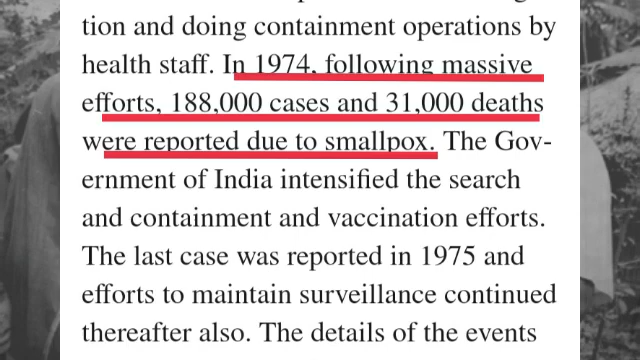 tion and doing containment operations by
health staff. In 1974, following massive
efforts, 188,000 cases and 31,000 deaths
were reported due to smallpox. The Gov-
ernment of India intensified the search
and containment and vaccination efforts.
The last case was reported in 1975 and
efforts to maintain surveillance continued
thereafter also. The details of the events